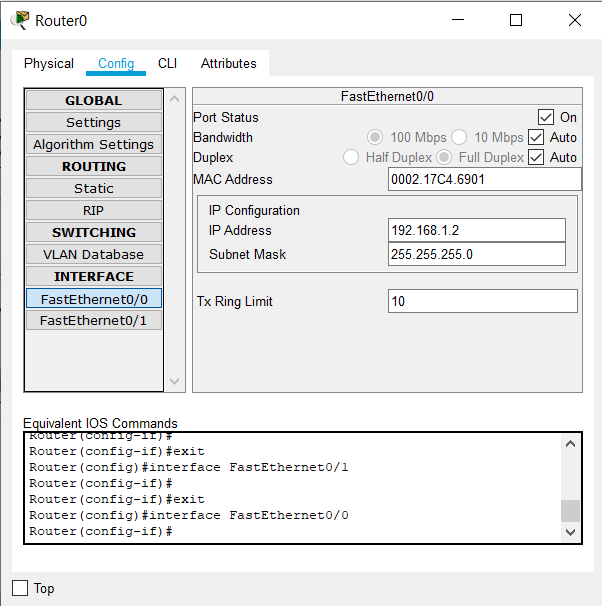 Router0
Physical Config CLI Attributes
GLOBAL
Settings
Algorithm Settings
ROUTING
Static
RIP
SWITCHING
VLAN Database
INTERFACE
FastEthernet0/0
FastEthernet0/1
FastEthernet0/0
Port Status On
Bandwidth 100 Mbps 10 Mbps Auto
Duplex Half Duplex Full Duplex Auto
MAC Address 0002.17C4.6901
IP Configuration
IP Address 192.168.1.2
Subnet Mask 255.255.255.0
Tx Ring Limit 10
Equivalent IOS Commands
Router(config-if)#
Router(config-if)#exit
Router(config)#interface FastEthernet0/1
Router(config-if)#
Router(config-if)#exit
Router(config)#interface FastEthernet0/0
Router(config-if)#
Top